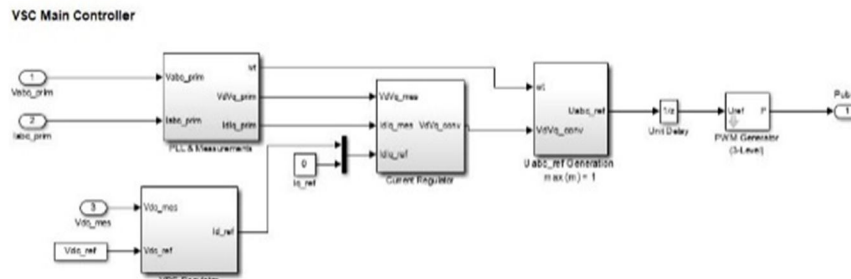 VSC Main Controller
1
Vabc_prim
2
Iabc_prim
Vabc_prim
Iabc_prim
wt
VdVq_prim
IdIq_prim
PLL & Measurements
0
Iq_ref
VdVq_mes
IdIq_mes
IdIq_ref
VdVq_conv
Current Regulator
wt
VdVq_conv
Uabc_ref
Uabc_ref Generation
max (m) = 1
1/z
Unit Delay
Uref
P
PWM Generator
(3-Level)
1
3
Vdc_mes
Vdc_ref
Vdc_mes
Vdc_ref
Id_ref